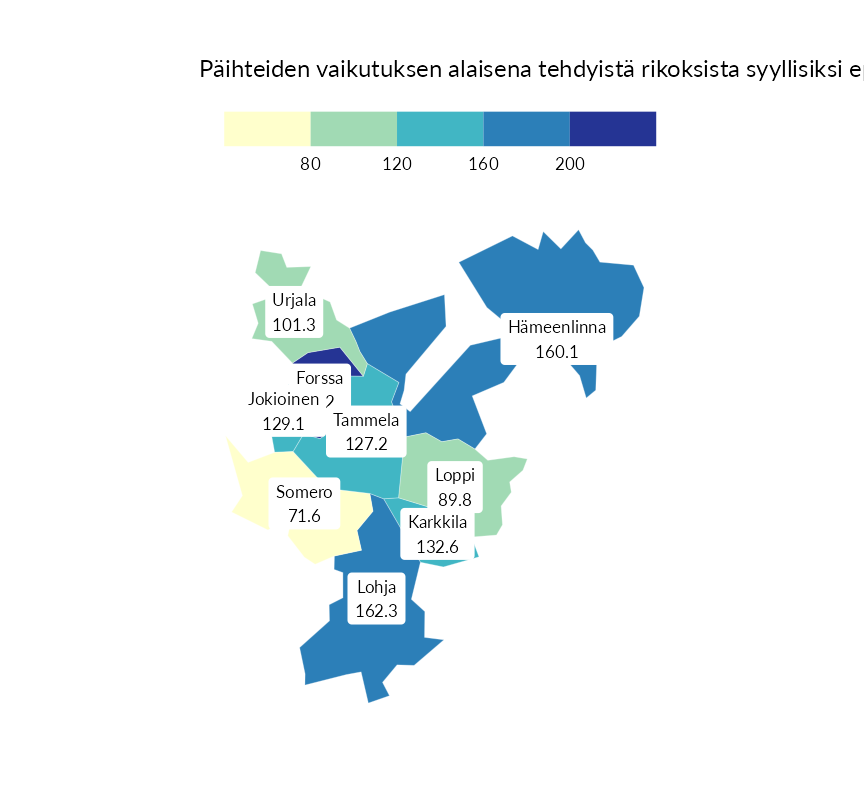 Päihteiden vaikutuksen alaisena tehdyistä rikoksista syyllisiksi
80 120 160 200
Urjala
101.3
Hämeenlinna
160.1
Forssa
2
Jokioinen
129.1
Tammela
127.2
Loppi
89.8
Somero
71.6
Karkkila
132.6
Lohja
162.3